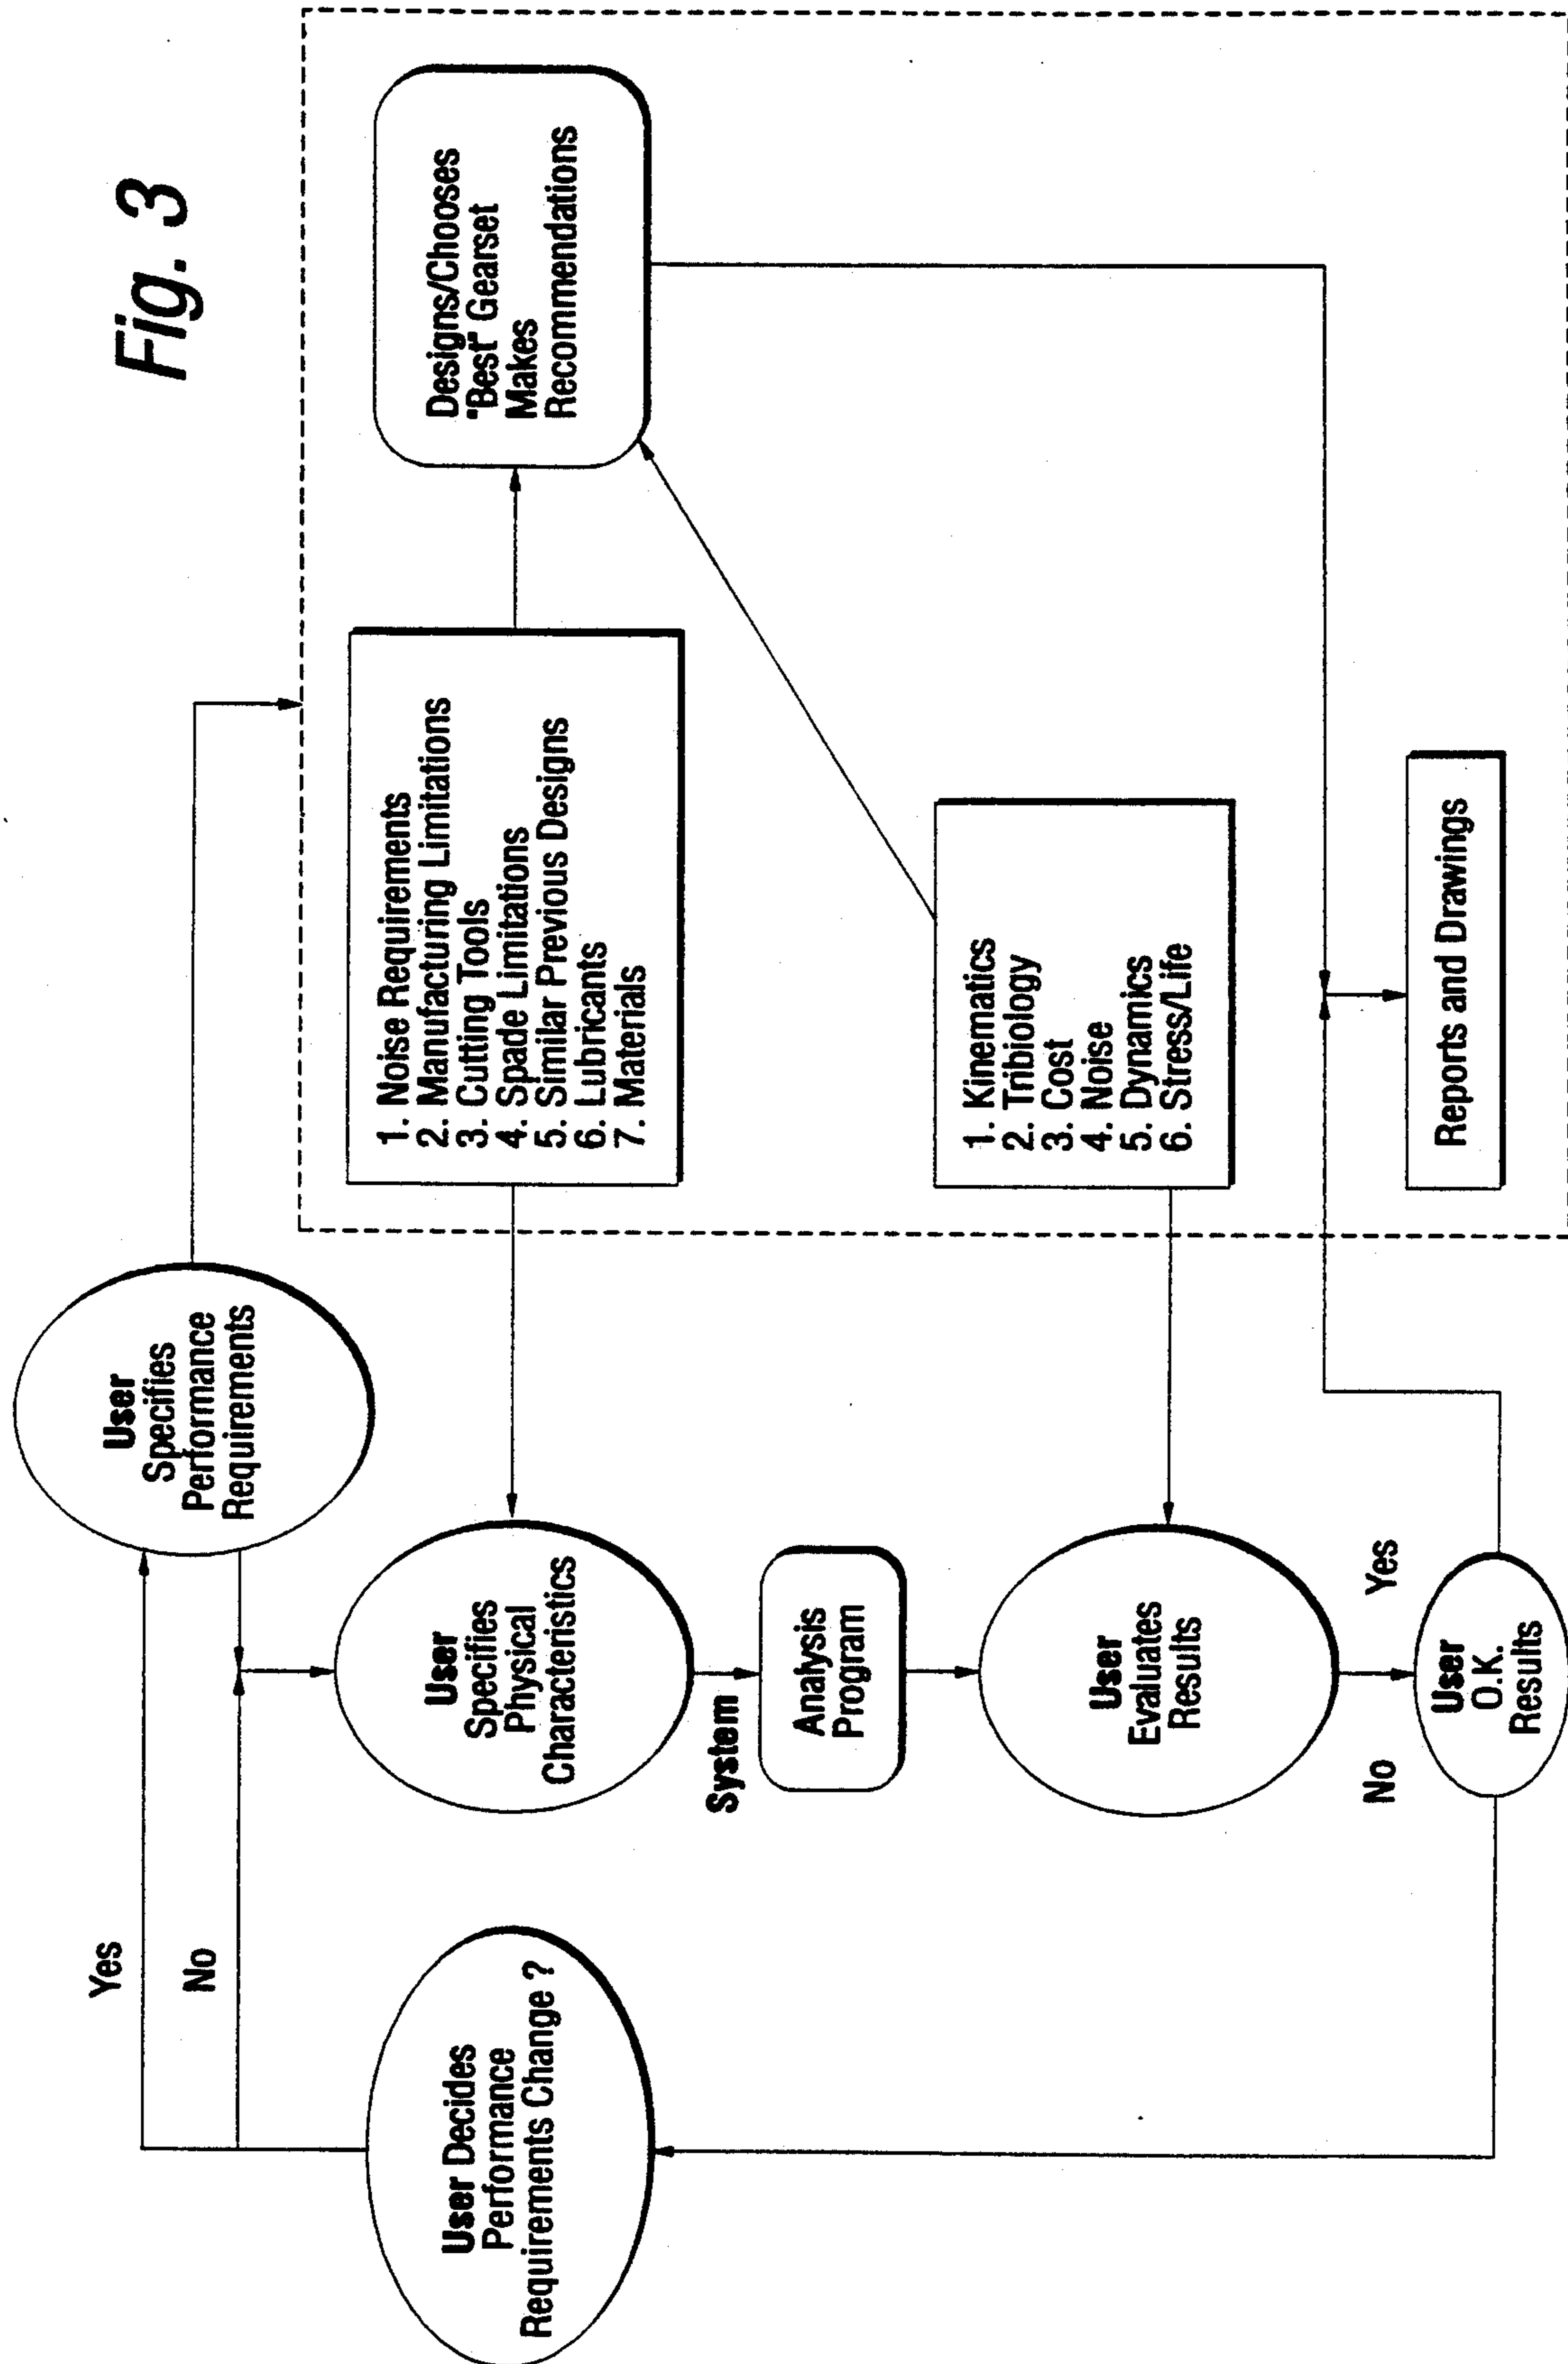 Fig. 3
User
Specifies
Performance
Requirements
Yes
No
User Decides
Performance
Requirements Change ?
User
Specifies
Physical
Characteristics
1. Noise Requirements
2. Manufacturing Limitations
3. Cutting Tools
4. Spade Limitations
5. Similar Previous Designs
6. Lubricants
7. Materials
Designs/Chooses
"Best" Gearset
Makes
Recommendations
System
Analysis
Program
User
Evaluates
Results
1. Kinematics
2. Tribiology
3. Cost
4. Noise
5. Dynamics
6. Stress/Life
No
Yes
User
O.K.
Results
Reports and Drawings